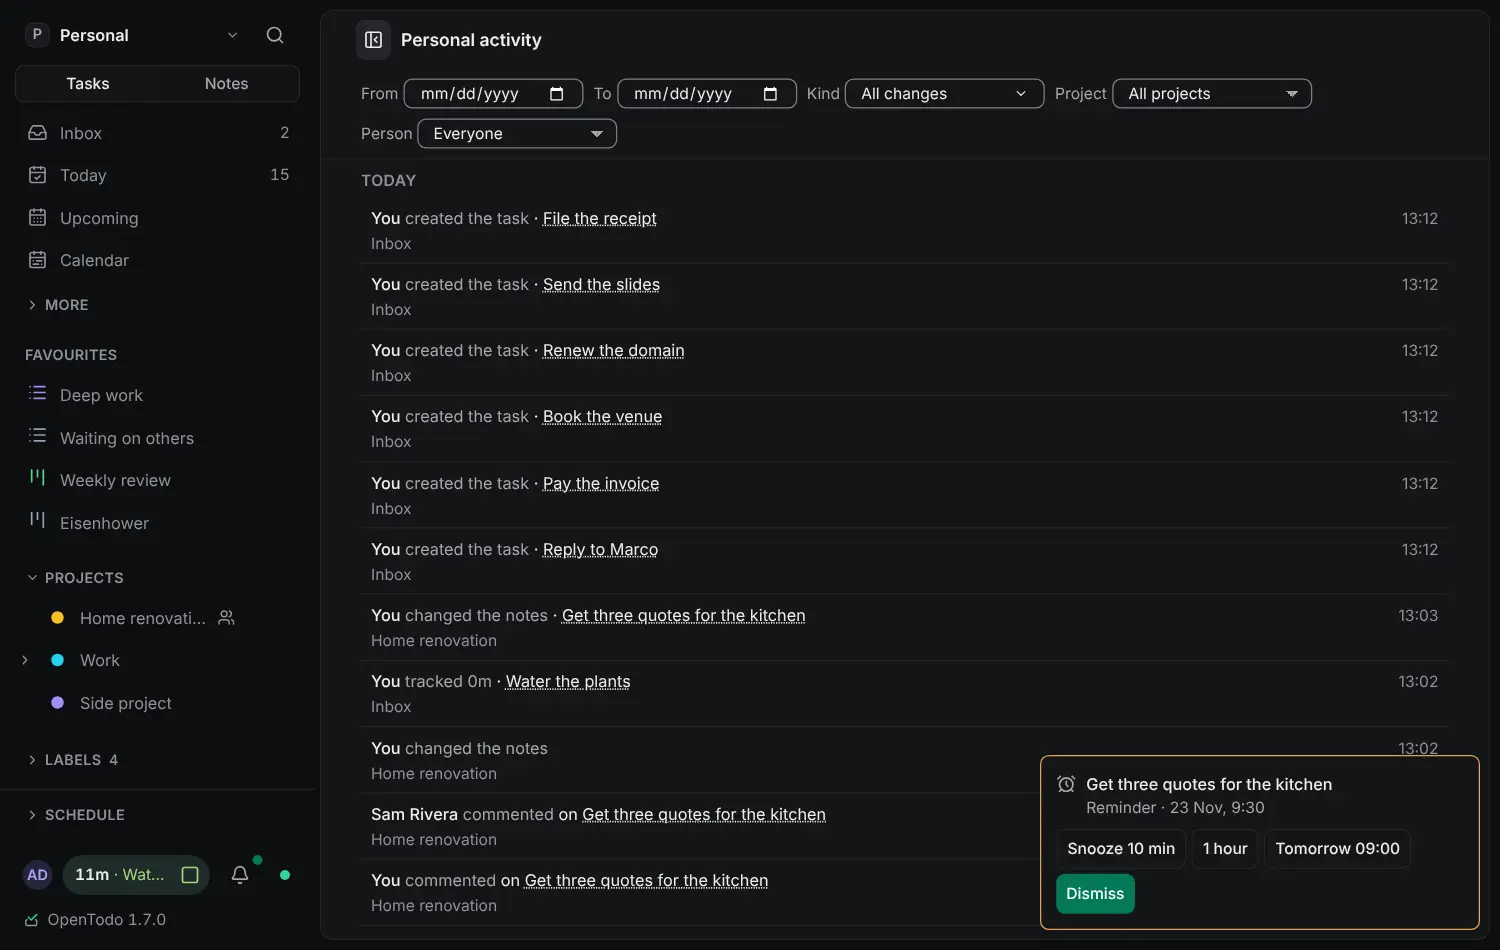 P Personal
Tasks Notes
Inbox 2
Today 15
Upcoming
Calendar
MORE
FAVOURITES
Deep work
Waiting on others
Weekly review
Eisenhower
PROJECTS
Home renovati...
Work
Side project
LABELS 4
SCHEDULE
AD 11m · Wat...
OpenTodo 1.7.0
Personal activity
From mm/dd/yyyy To mm/dd/yyyy Kind All changes Project All projects
Person Everyone
TODAY
You created the task · File the receipt 13:12
Inbox
You created the task · Send the slides 13:12
Inbox
You created the task · Renew the domain 13:12
Inbox
You created the task · Book the venue 13:12
Inbox
You created the task · Pay the invoice 13:12
Inbox
You created the task · Reply to Marco 13:12
Inbox
You changed the notes · Get three quotes for the kitchen 13:03
Home renovation
You tracked 0m · Water the plants 13:02
Inbox
You changed the notes 13:02
Home renovation
Sam Rivera commented on Get three quotes for the kitchen
Home renovation
You commented on Get three quotes for the kitchen
Home renovation
Get three quotes for the kitchen
Reminder · 23 Nov, 9:30
Snooze 10 min 1 hour Tomorrow 09:00
Dismiss